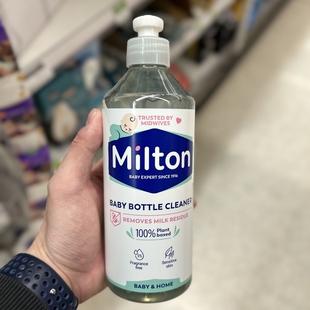 TRUSTED BY
MIDWIVES
Milton
BABY EXPERT SINCE 1916
BABY BOTTLE CLEANER
REMOVES MILK RESIDUE
100% Plant
based
Fragrance
free
Sensitive
skin
BABY & HOME